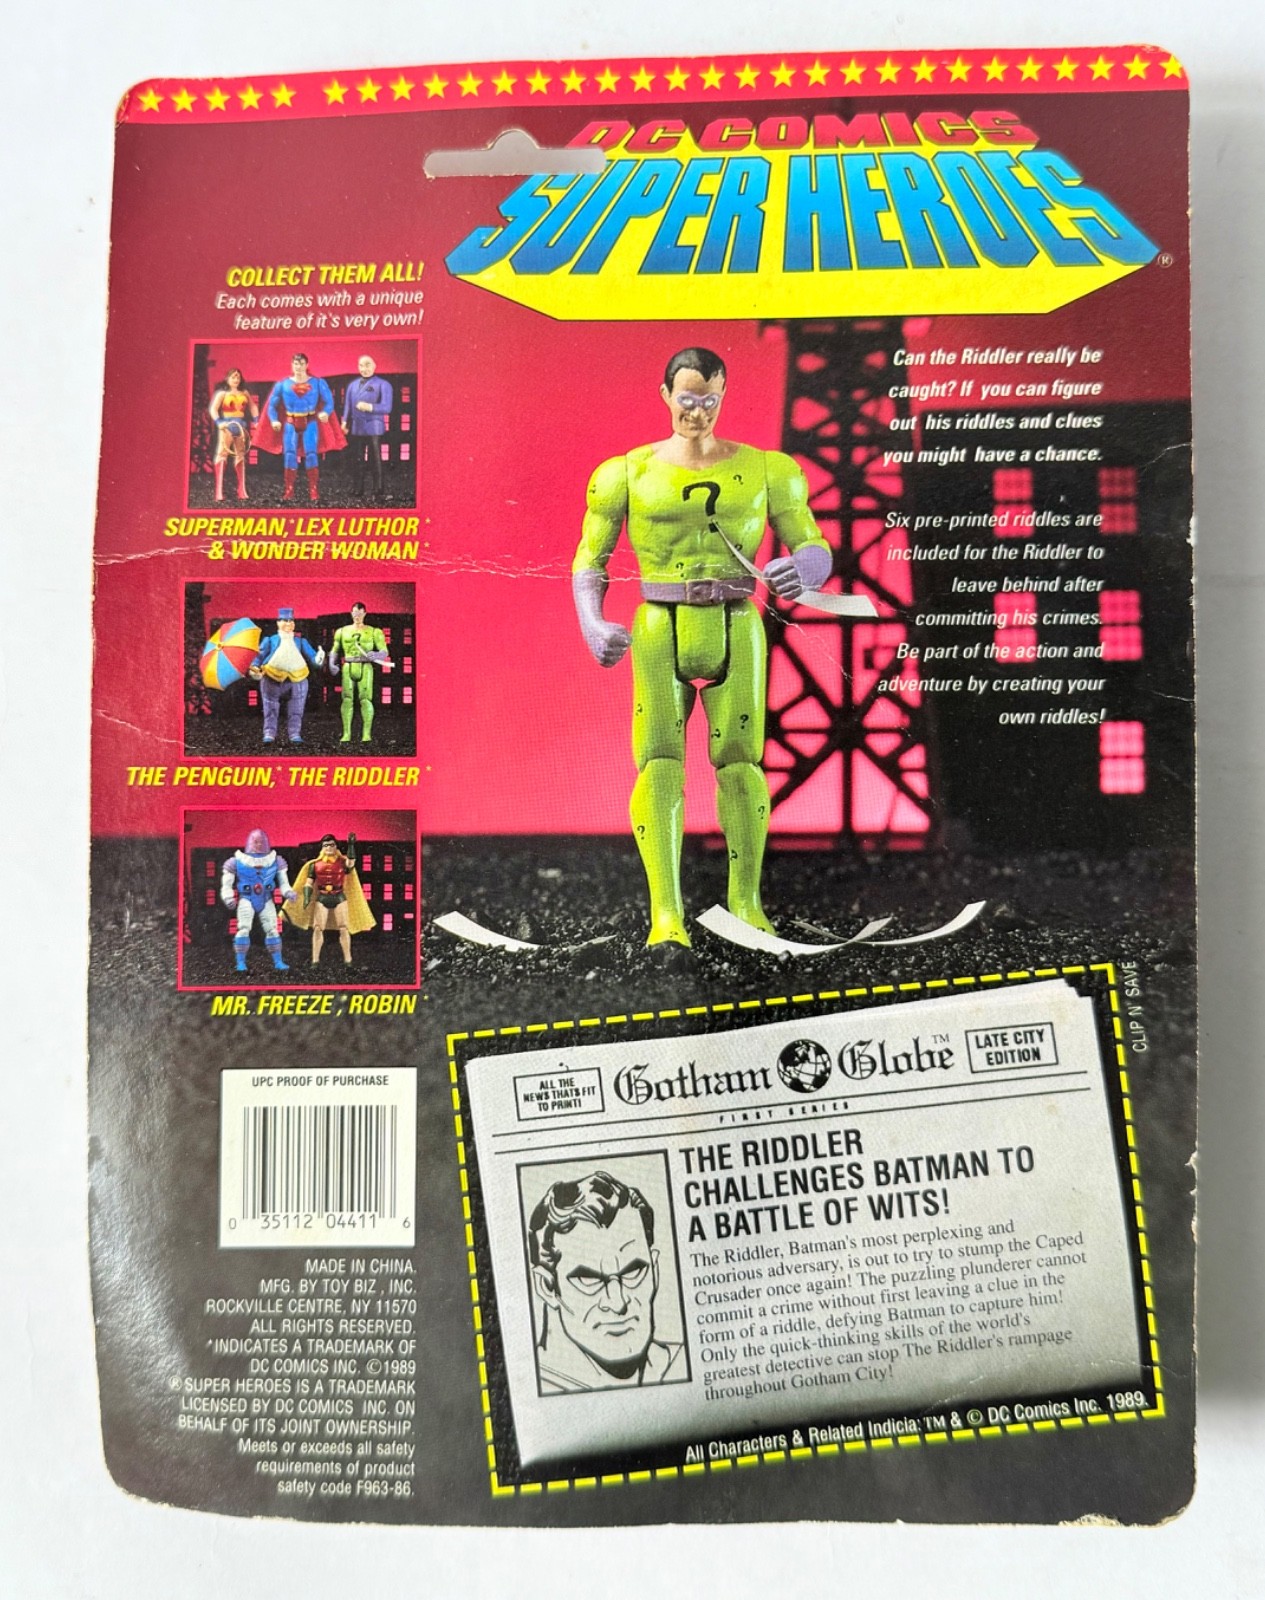 DC COMICS
SUPER HEROES
®
COLLECT THEM ALL!
Each comes with a unique
feature of it's very own!
SUPERMAN,* LEX LUTHOR*
& WONDER WOMAN*
THE PENGUIN,* THE RIDDLER*
MR. FREEZE,* ROBIN*
Can the Riddler really be
caught? If you can figure
out his riddles and clues
you might have a chance.
Six pre-printed riddles are
included for the Riddler to
leave behind after
committing his crimes.
Be part of the action and
adventure by creating your
own riddles!
?
CLIP N' SAVE
ALL THE
NEWS THATS FIT
TO PRINT!
Gotham Globe™
LATE CITY
EDITION
FIRST SERIES
THE RIDDLER
CHALLENGES BATMAN TO
A BATTLE OF WITS!
The Riddler, Batman's most perplexing and
notorious adversary, is out to try to stump the Caped
Crusader once again! The puzzling plunderer cannot
commit a crime without first leaving a clue in the
form of a riddle, defying Batman to capture him!
Only the quick-thinking skills of the world's
greatest detective can stop The Riddler's rampage
throughout Gotham City!
All Characters & Related Indicia: TM & © DC Comics Inc. 1989.
UPC PROOF OF PURCHASE
0 35112 04411 6
MADE IN CHINA.
MFG. BY TOY BIZ, INC.
ROCKVILLE CENTRE, NY 11570
ALL RIGHTS RESERVED.
*INDICATES A TRADEMARK OF
DC COMICS INC. ©1989
® SUPER HEROES IS A TRADEMARK
LICENSED BY DC COMICS INC. ON
BEHALF OF ITS JOINT OWNERSHIP.
Meets or exceeds all safety
requirements of product
safety code F963-86.